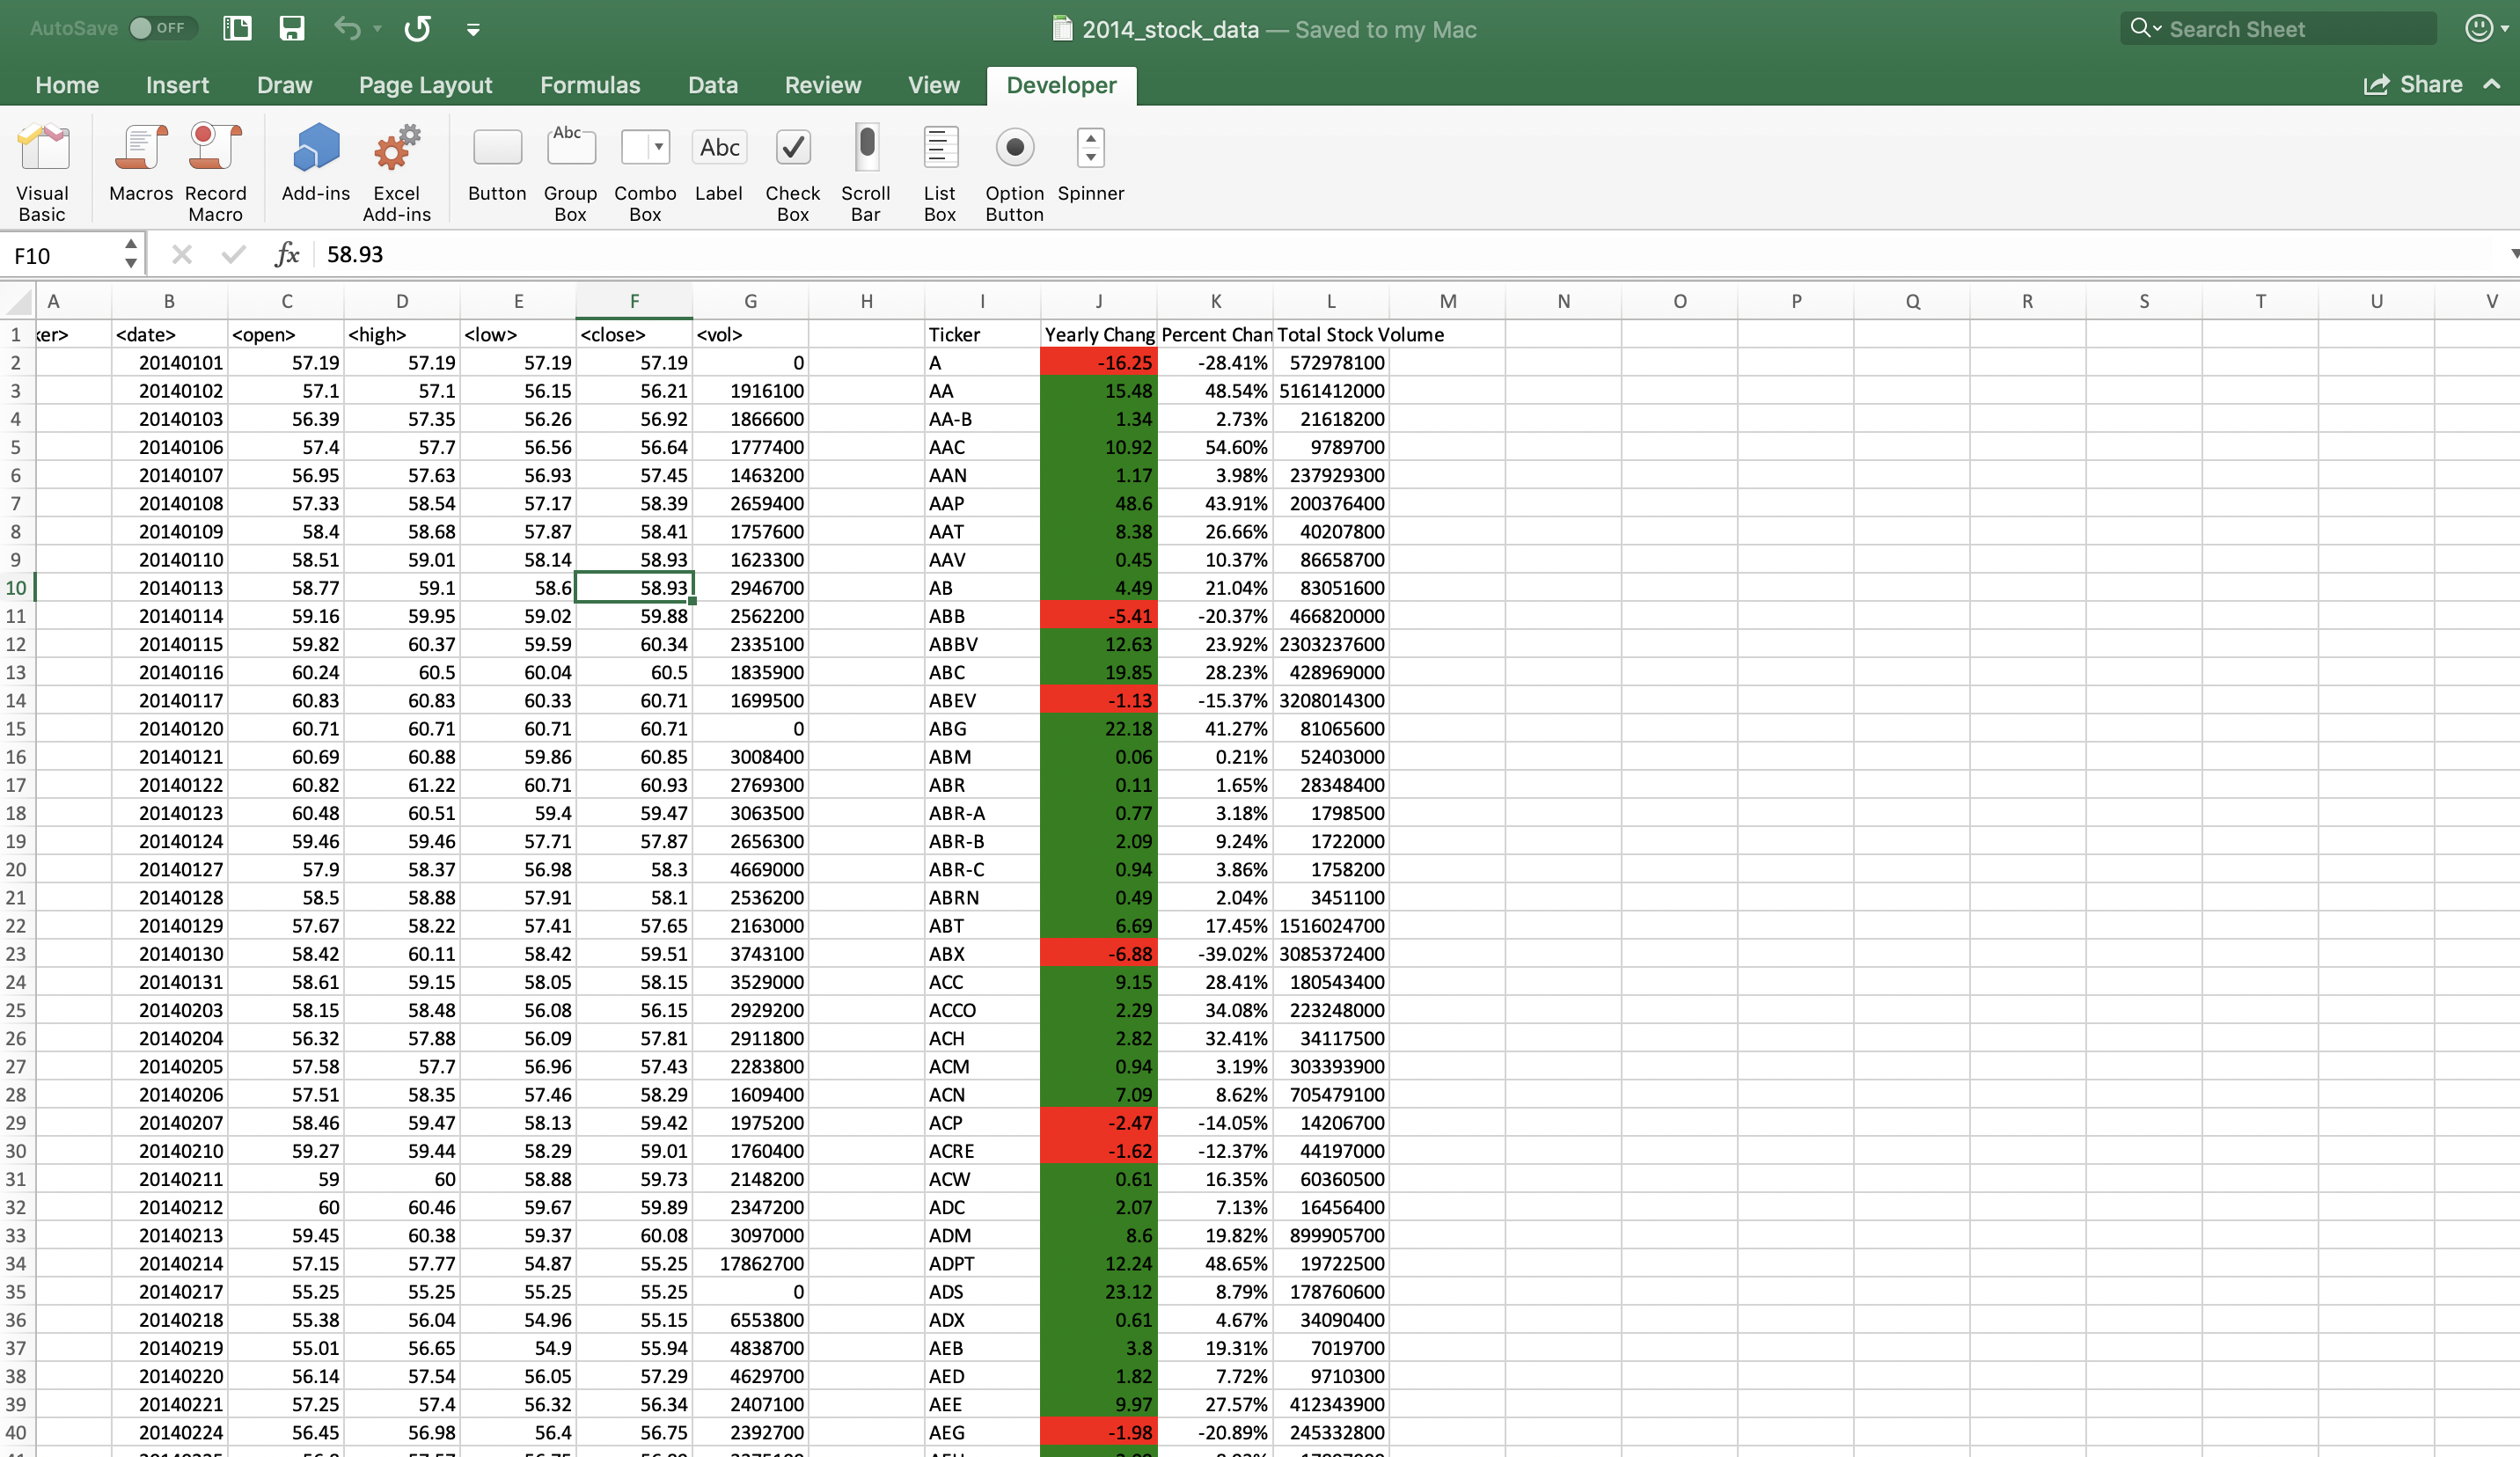 AutoSave OFF 2014_stock_data — Saved to my Mac Search Sheet
Home Insert Draw Page Layout Formulas Data Review View Developer Share
Visual Basic Macros Record Macro Add-ins Excel Add-ins Button Abc Group Box Combo Box Abc Label Check Box Scroll Bar List Box Option Button Spinner
F10 fx 58.93
A B C D E F G H I J K L M N O P Q R S T U V
1 <date> <open> <high> <low> <close> <vol> Ticker Yearly Chang Percent Chan Total Stock Volume
2 20140101 57.19 57.19 57.19 57.19 0 A -16.25 -28.41% 572978100
3 20140102 57.1 57.1 56.15 56.21 1916100 AA 15.48 48.54% 5161412000
4 20140103 56.39 57.35 56.26 56.92 1866600 AA-B 1.34 2.73% 21618200
5 20140106 57.4 57.7 56.56 56.64 1777400 AAC 10.92 54.60% 9789700
6 20140107 56.95 57.63 56.93 57.45 1463200 AAN 1.17 3.98% 237929300
7 20140108 57.33 58.54 57.17 58.39 2659400 AAP 48.6 43.91% 200376400
8 20140109 58.4 58.68 57.87 58.41 1757600 AAT 8.38 26.66% 40207800
9 20140110 58.51 59.01 58.14 58.93 1623300 AAV 0.45 10.37% 86658700
10 20140113 58.77 59.1 58.6 58.93 2946700 AB 4.49 21.04% 83051600
11 20140114 59.16 59.95 59.02 59.88 2562200 ABB -5.41 -20.37% 466820000
12 20140115 59.82 60.37 59.59 60.34 2335100 ABBV 12.63 23.92% 2303237600
13 20140116 60.24 60.5 60.04 60.5 1835900 ABC 19.85 28.23% 428969000
14 20140117 60.83 60.83 60.33 60.71 1699500 ABEV -1.13 -15.37% 3208014300
15 20140120 60.71 60.71 60.71 60.71 0 ABG 22.18 41.27% 81065600
16 20140121 60.69 60.88 59.86 60.85 3008400 ABM 0.06 0.21% 52403000
17 20140122 60.82 61.22 60.71 60.93 2769300 ABR 0.11 1.65% 28348400
18 20140123 60.48 60.51 59.4 59.47 3063500 ABR-A 0.77 3.18% 1798500
19 20140124 59.46 59.46 57.71 57.87 2656300 ABR-B 2.09 9.24% 1722000
20 20140127 57.9 58.37 56.98 58.3 4669000 ABR-C 0.94 3.86% 1758200
21 20140128 58.5 58.88 57.91 58.1 2536200 ABRN 0.49 2.04% 3451100
22 20140129 57.67 58.22 57.41 57.65 2163000 ABT 6.69 17.45% 1516024700
23 20140130 58.42 60.11 58.42 59.51 3743100 ABX -6.88 -39.02% 3085372400
24 20140131 58.61 59.15 58.05 58.15 3529000 ACC 9.15 28.41% 180543400
25 20140203 58.15 58.48 56.08 56.15 2929200 ACCO 2.29 34.08% 223248000
26 20140204 56.32 57.88 56.09 57.81 2911800 ACH 2.82 32.41% 34117500
27 20140205 57.58 57.7 56.96 57.43 2283800 ACM 0.94 3.19% 303393900
28 20140206 57.51 58.35 57.46 58.29 1609400 ACN 7.09 8.62% 705479100
29 20140207 58.46 59.47 58.13 59.42 1975200 ACP -2.47 -14.05% 14206700
30 20140210 59.27 59.44 58.29 59.01 1760400 ACRE -1.62 -12.37% 44197000
31 20140211 59 60 58.88 59.73 2148200 ACW 0.61 16.35% 60360500
32 20140212 60 60.46 59.67 59.89 2347200 ADC 2.07 7.13% 16456400
33 20140213 59.45 60.38 59.37 60.08 3097000 ADM 8.6 19.82% 899905700
34 20140214 57.15 57.77 54.87 55.25 17862700 ADPT 12.24 48.65% 19722500
35 20140217 55.25 55.25 55.25 55.25 0 ADS 23.12 8.79% 178760600
36 20140218 55.38 56.04 54.96 55.15 6553800 ADX 0.61 4.67% 34090400
37 20140219 55.01 56.65 54.9 55.94 4838700 AEB 3.8 19.31% 7019700
38 20140220 56.14 57.54 56.05 57.29 4629700 AED 1.82 7.72% 9710300
39 20140221 57.25 57.4 56.32 56.34 2407100 AEE 9.97 27.57% 412343900
40 20140224 56.45 56.98 56.4 56.75 2392700 AEG -1.98 -20.89% 245332800